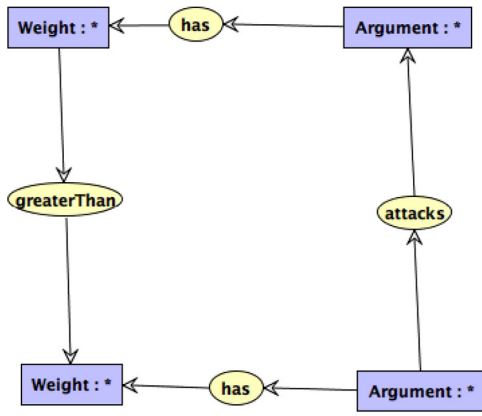 Weight : *
has
Argument : *
greaterThan
attacks
Weight : *
has
Argument : *